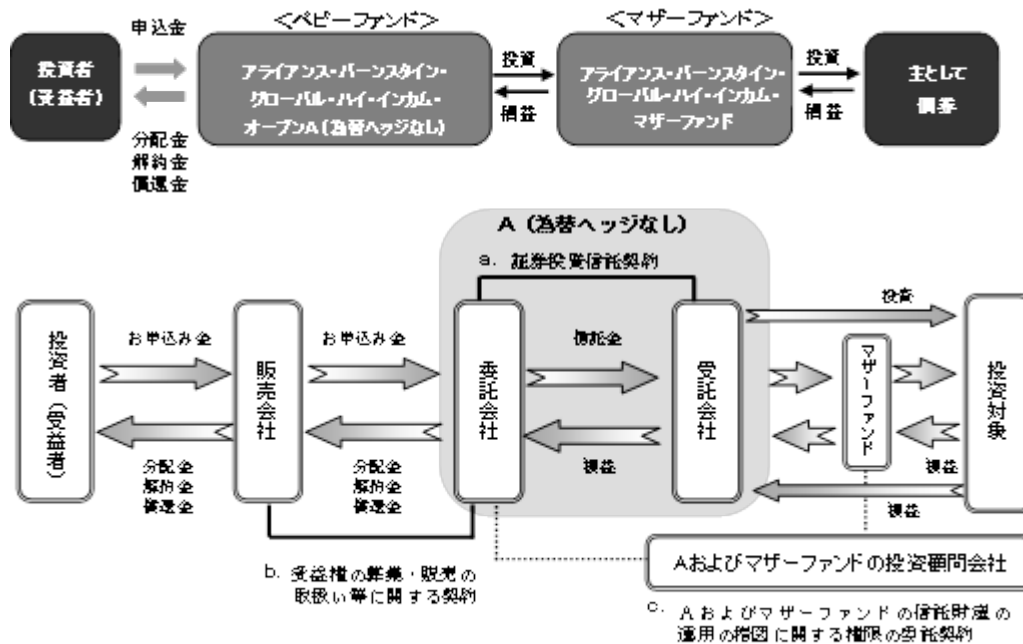 ＜ベビーファンド＞
＜マザーファンド＞
申込金
投資者
(受益者)
分配金
解約金
償還金
アライアンス・バーンスタイン・
グローバル・ハイ・インカム・
オープンA(為替ヘッジなし)
投資
損益
アライアンス・バーンスタイン・
グローバル・ハイ・インカム・
マザーファンド
投資
損益
主として
債券
A（為替ヘッジなし）
a. 証券投資信託契約
投資者（受益者）
お申込み金
分配金
解約金
償還金
販売会社
お申込み金
分配金
解約金
償還金
委託会社
信託金
損益
受託会社
投資
マザーファンド
損益
損益
投資対象
b. 受益権の募集・販売の
取扱い等に関する契約
Aおよびマザーファンドの投資顧問会社
c. Aおよびマザーファンドの信託財産の
運用の指図に関する権限の委託契約